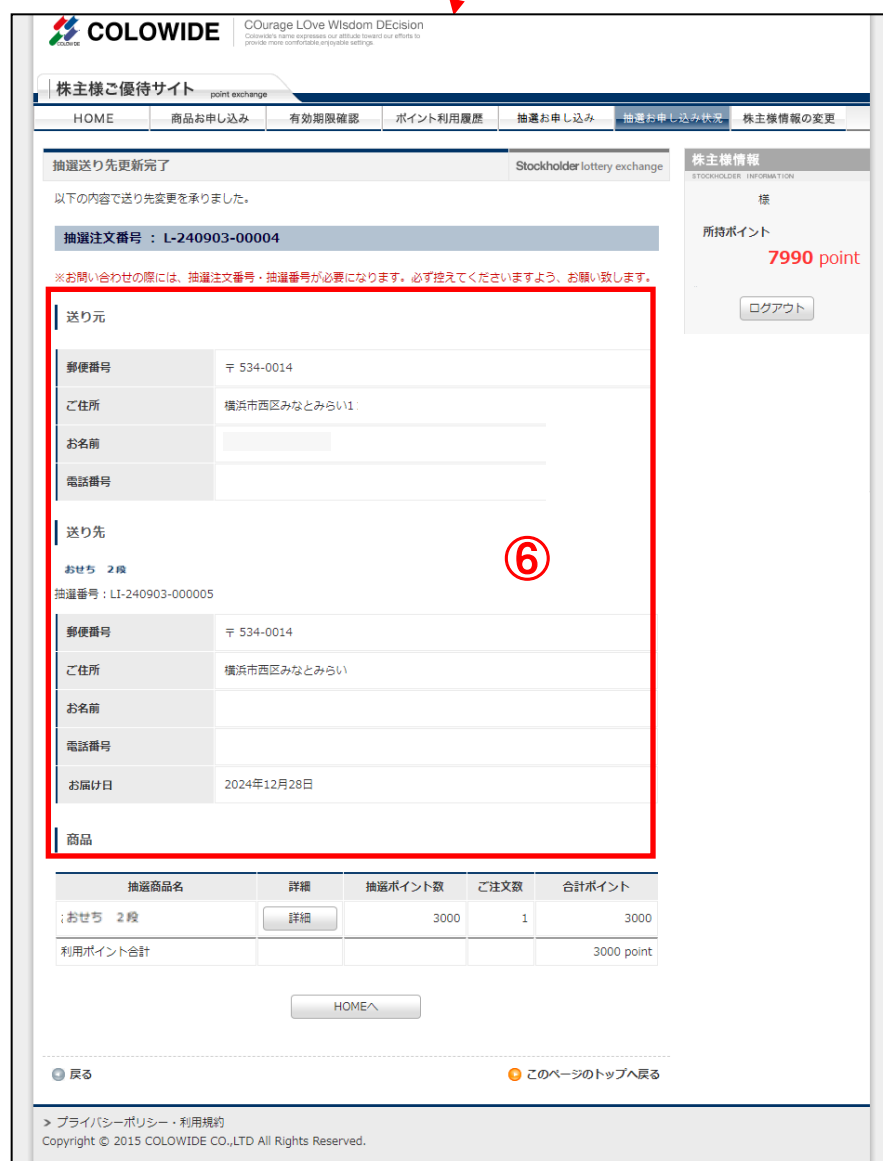 COLOWIDE
COLOWIDE
COurage LOve WIsdom DEcision
Colowide's name expresses our attitude toward our efforts to
provide more comfortable,enjoyable settings.
株主様ご優待サイト point exchange
HOME 商品お申し込み 有効期限確認 ポイント利用履歴 抽選お申し込み 抽選お申し込み状況 株主様情報の変更
抽選送り先更新完了 Stockholder lottery exchange
株主様情報
STOCKHOLDER INFORMATION
様
所持ポイント
7990 point
ログアウト
以下の内容で送り先変更を承りました。
抽選注文番号 : L-240903-00004
※お問い合わせの際には、抽選注文番号・抽選番号が必要になります。必ず控えてくださいますよう、お願い致します。
送り元
郵便番号 〒 534-0014
ご住所 横浜市西区みなとみらい1
お名前
電話番号
送り先
⑥
おせち 2段
抽選番号:LI-240903-000005
郵便番号 〒 534-0014
ご住所 横浜市西区みなとみらい
お名前
電話番号
お届け日 2024年12月28日
商品
抽選商品名 詳細 抽選ポイント数 ご注文数 合計ポイント
おせち 2段 詳細 3000 1 3000
利用ポイント合計 3000 point
HOMEへ
戻る このページのトップへ戻る
> プライバシーポリシー・利用規約
Copyright © 2015 COLOWIDE CO.,LTD All Rights Reserved.